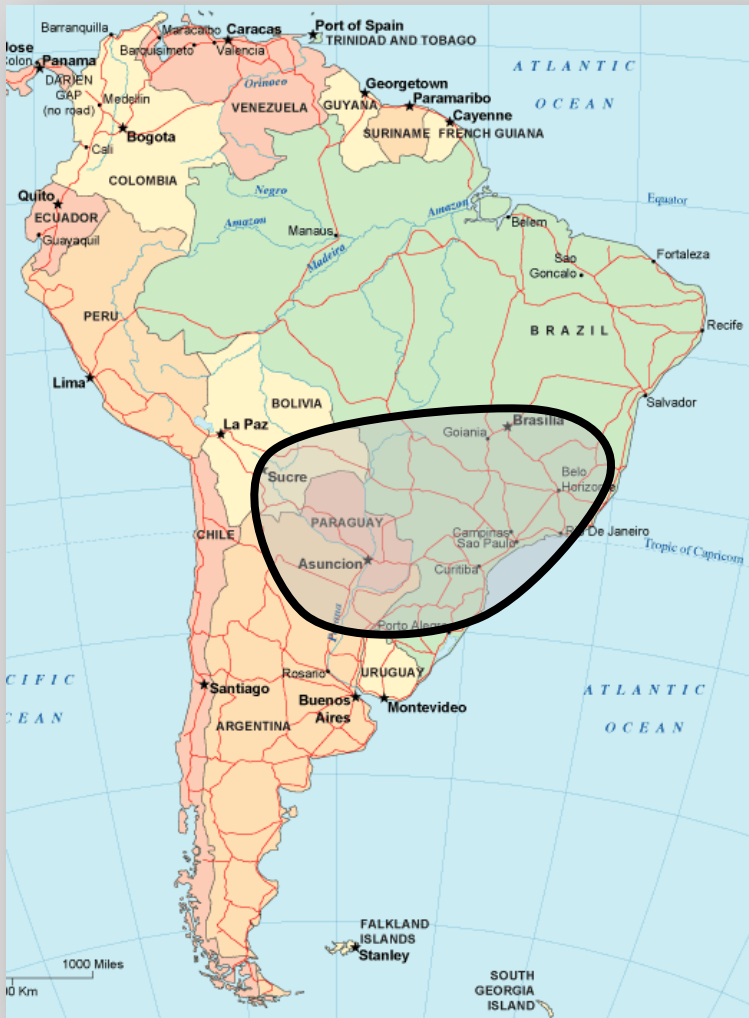 Barranquilla
Maracaibo
Caracas
Port of Spain
TRINIDAD AND TOBAGO
Jose
Colon
Panama
Barquisimeto
Valencia
ATLANTIC
OCEAN
DARIEN
GAP
(no road)
Medellin
Orinoco
VENEZUELA
Georgetown
GUYANA
Paramaribo
Cayenne
SURINAME
FRENCH GUIANA
Bogota
Cali
COLOMBIA
Quito
ECUADOR
Guayaquil
Negro
Amazon
Manaus
Madeira
Amazon
Equator
Belem
Sao
Goncalo
Fortaleza
PERU
BRAZIL
Recife
Lima
BOLIVIA
Salvador
La Paz
Goiania
Brasilia
Sucre
Belo
Horizonte
PARAGUAY
CHILE
Campinas
Sao Paulo
Rio De Janeiro
Tropic of Capricorn
Asuncion
Curitiba
Parana
Porto Alegre
Rosario
URUGUAY
CIFIC
CEAN
Santiago
Buenos
Aires
Montevideo
ARGENTINA
ATLANTIC
OCEAN
FALKLAND
ISLANDS
Stanley
1000 Miles
00 Km
SOUTH
GEORGIA
ISLAND